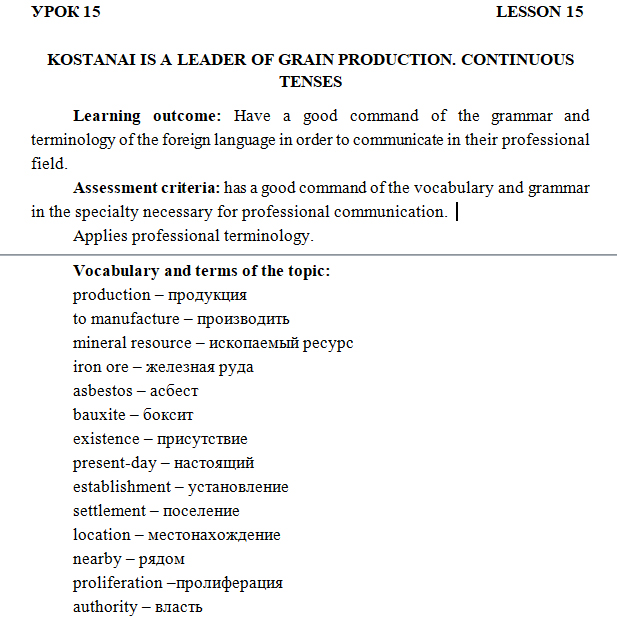 УРОК 15 LESSON 15
KOSTANAI IS A LEADER OF GRAIN PRODUCTION. CONTINUOUS
TENSES
Learning outcome: Have a good command of the grammar and
terminology of the foreign language in order to communicate in their professional
field.
Assessment criteria: has a good command of the vocabulary and grammar
in the specialty necessary for professional communication.
Applies professional terminology.
Vocabulary and terms of the topic:
production – продукция
to manufacture – производить
mineral resource – ископаемый ресурс
iron ore – железная руда
asbestos – асбест
bauxite – боксит
existence – присутствие
present-day – настоящий
establishment – установление
settlement – поселение
location – местонахождение
nearby – рядом
proliferation –пролиферация
authority – власть